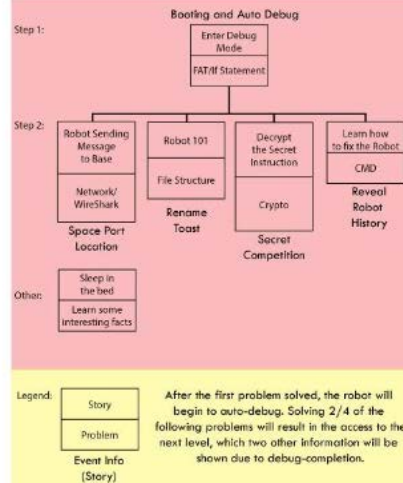 Booting and Auto Debug
Step 1:
Enter Debug
Mode
FAT/If Statement
Step 2:
Robot Sending
Message
to Base
Network/
WireShark
Space Port
Location
Robot 101
File Structure
Rename
Toast
Decrypt
the Secret
Instruction
Crypto
Secret
Competition
Learn how
to fix the Robot
CMD
Reveal
Robot
History
Other:
Sleep in
the bed
Learn some
interesting facts
Legend:
Story
Problem
Event Info
(Story)
After the first problem solved, the robot will
begin to auto-debug. Solving 2/4 of the
following problems will result in the access to the
next level, which two other information will be
shown due to debug-completion.